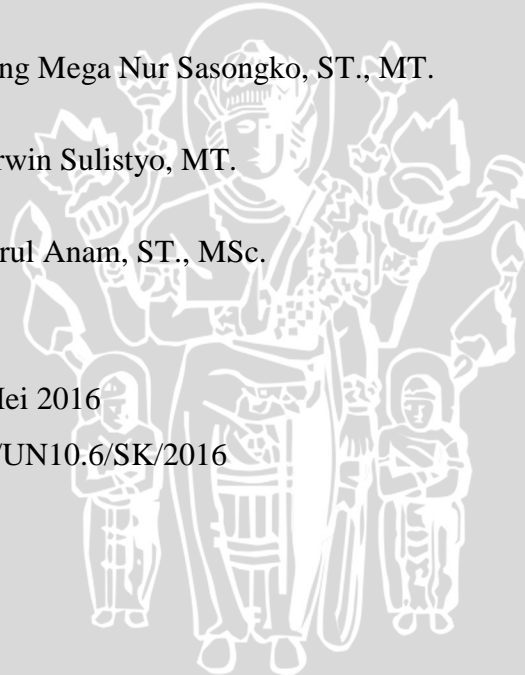 ng Mega Nur Sasongko, ST., MT.
rwin Sulistyo, MT.
rul Anam, ST., MSc.
Mei 2016
/UN10.6/SK/2016